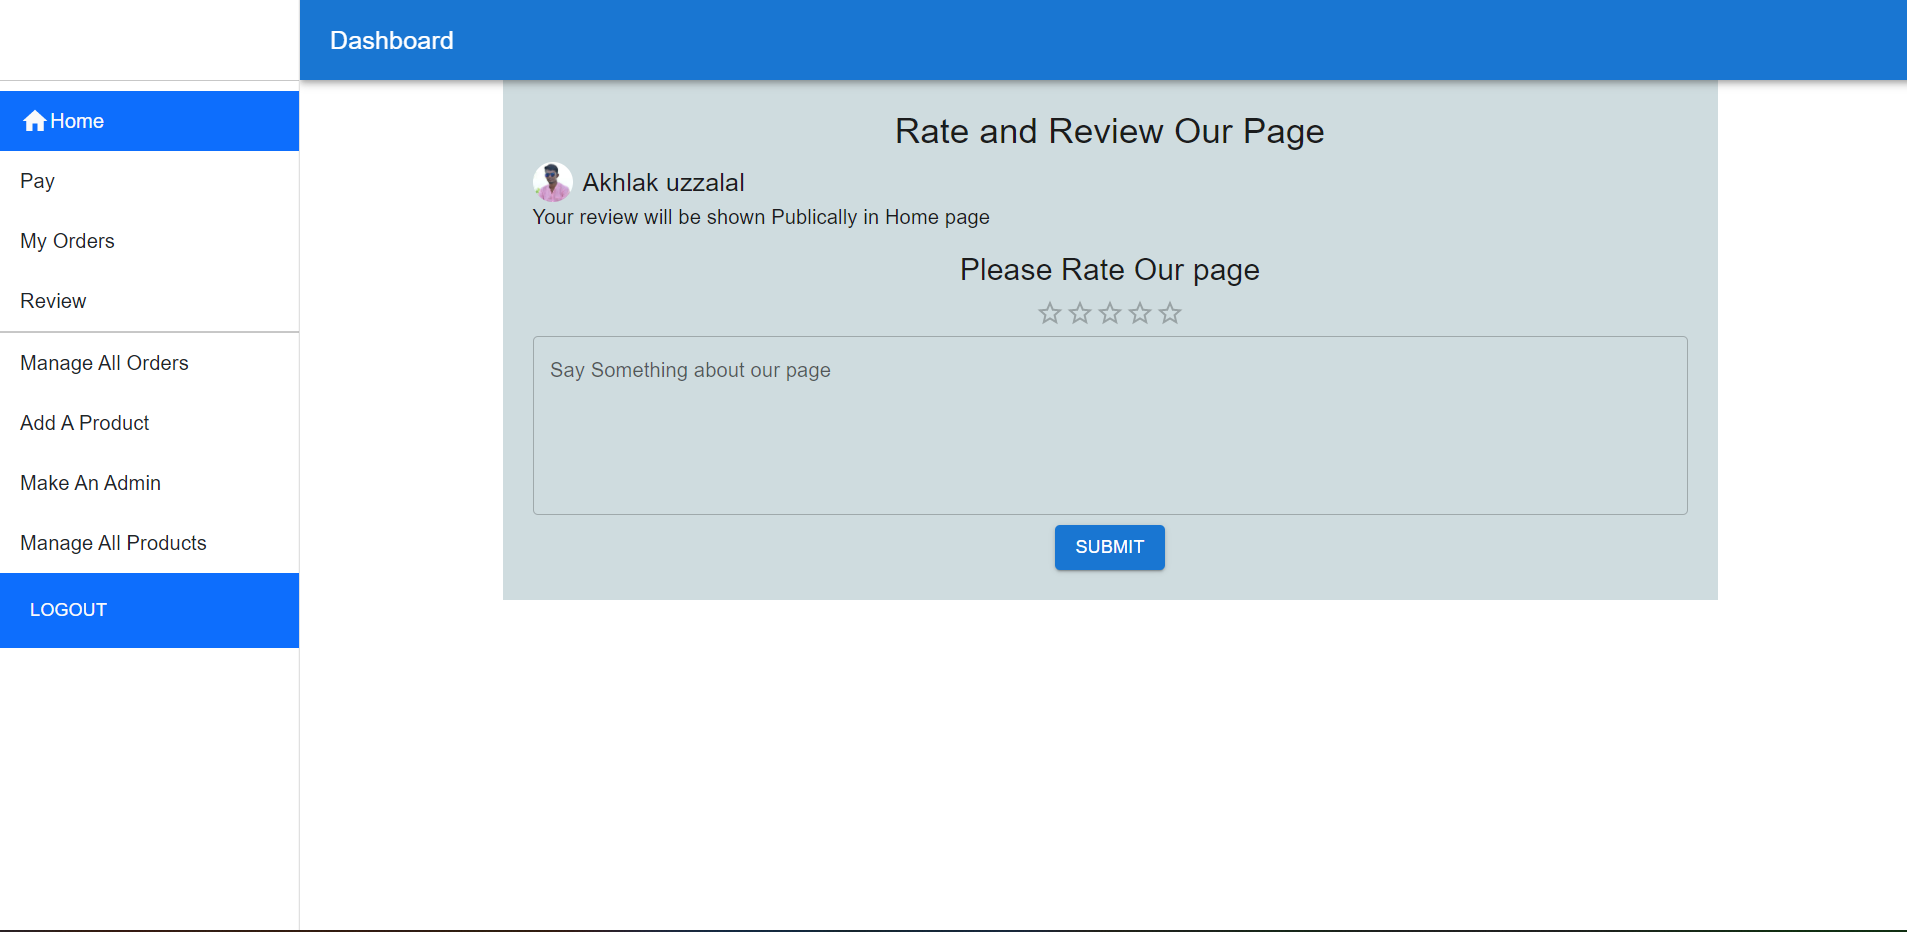 Dashboard
Home
Pay
My Orders
Review
Manage All Orders
Add A Product
Make An Admin
Manage All Products
LOGOUT
Rate and Review Our Page
Akhlak uzzalal
Your review will be shown Publically in Home page
Please Rate Our page
Say Something about our page
SUBMIT